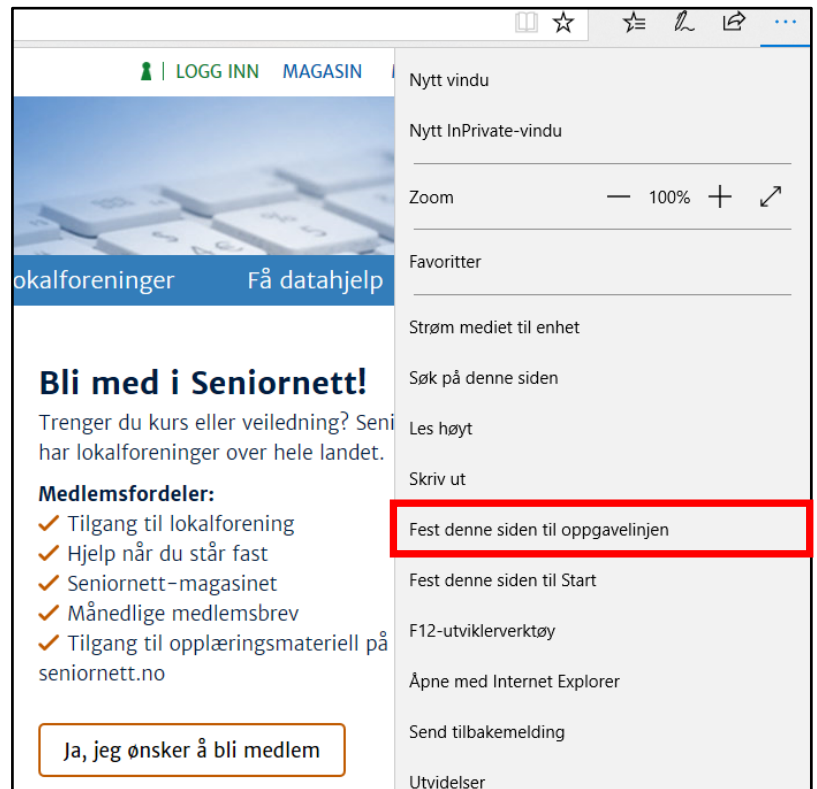 LOGG INN MAGASIN
okalforeninger Få datahjelp
Bli med i Seniornett!
Trenger du kurs eller veiledning? Seni
har lokalforeninger over hele landet.
Medlemsfordeler:
Tilgang til lokalforening
Hjelp når du står fast
Seniornett-magasinet
Månedlige medlemsbrev
Tilgang til opplæringsmateriell på
seniornett.no
Ja, jeg ønsker å bli medlem
Nytt vindu
Nytt InPrivate-vindu
Zoom — 100% +
Favoritter
Strøm mediet til enhet
Søk på denne siden
Les høyt
Skriv ut
Fest denne siden til oppgavelinjen
Fest denne siden til Start
F12-utviklerverktøy
Åpne med Internet Explorer
Send tilbakemelding
Utvidelser